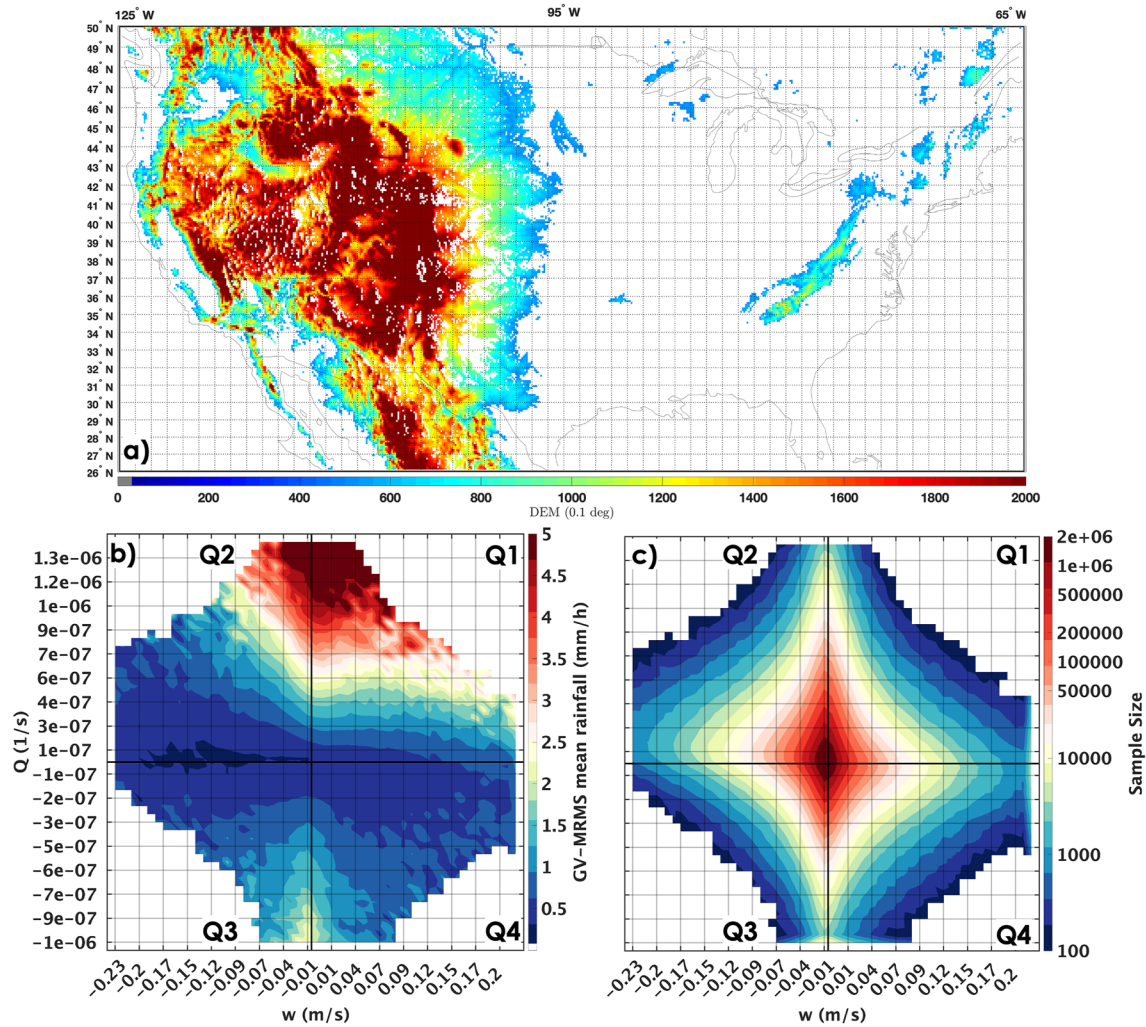 125°W 95°W 65°W
50° N
49° N
48° N
47° N
46° N
45° N
44° N
43° N
42° N
41° N
40° N
39° N
38° N
37° N
36° N
35° N
34° N
33° N
32° N
31° N
30° N
29° N
28° N
27° N
26° N
a)
0 200 400 600 800 1000 1200 1400 1600 1800 2000
DEM (0.1 deg)
b)
Q2
Q1
Q3
Q4
1.3e-06
1.2e-06
1e-06
9e-07
7e-07
6e-07
4e-07
3e-07
1e-07
-1e-07
-2e-07
-3e-07
-5e-07
-6e-07
-7e-07
-9e-07
-1e-06
Q (1/s)
-0.23 -0.2 -0.17 -0.15 -0.12 -0.09 -0.07 -0.04 -0.01 0.01 0.04 0.06 0.09 0.12 0.15 0.17 0.2
w (m/s)
5
4.5
4
3.5
3
2.5
2
1.5
1
0.5
GV-MRMS mean rainfall (mm/h)
c)
Q2
Q1
Q3
Q4
-0.23 -0.2 -0.17 -0.15 -0.12 -0.09 -0.07 -0.04 -0.01 0.01 0.04 0.06 0.09 0.12 0.15 0.17 0.2
w (m/s)
2e+06
1e+06
500000
200000
100000
50000
10000
1000
100
Sample Size